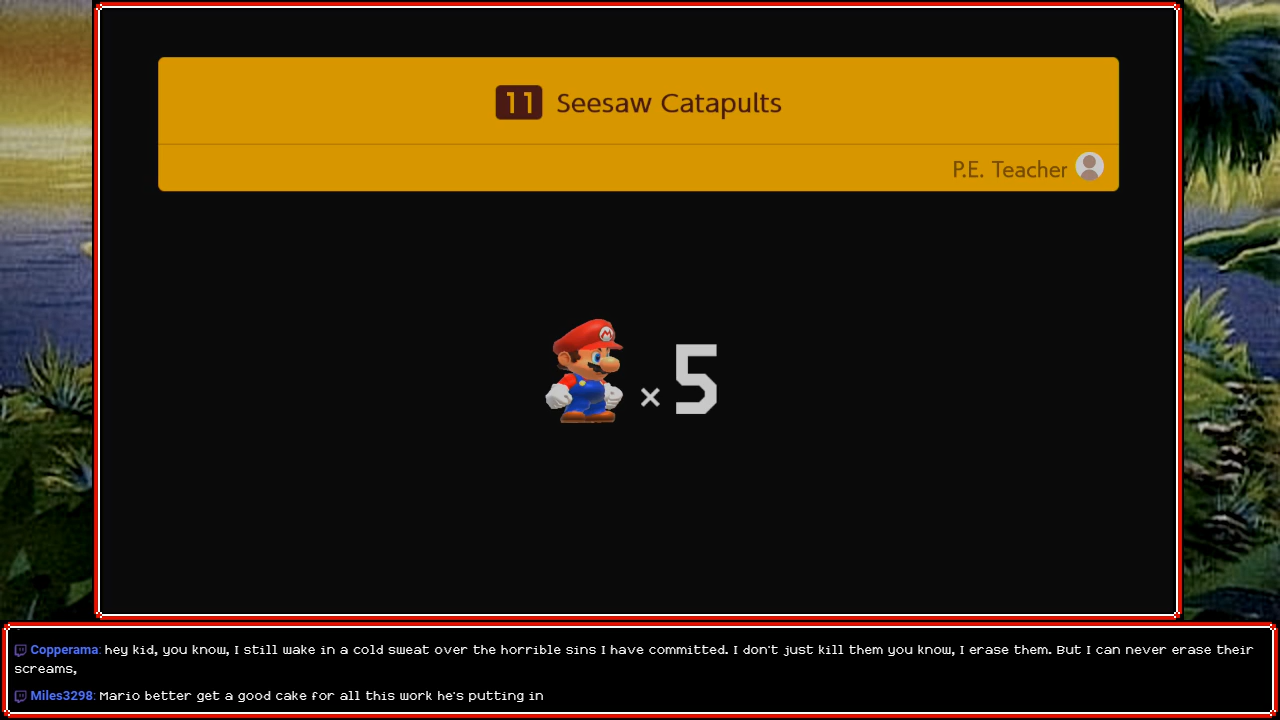 11 Seesaw Catapults
P.E. Teacher
M
× 5
Copperama: hey kid, you know, I still wake in a cold sweat over the horrible sins I have committed. I don't just kill them you know, I erase them. But I can never erase their
screams,
Miles3298: Mario better get a good cake for all this work he's putting in